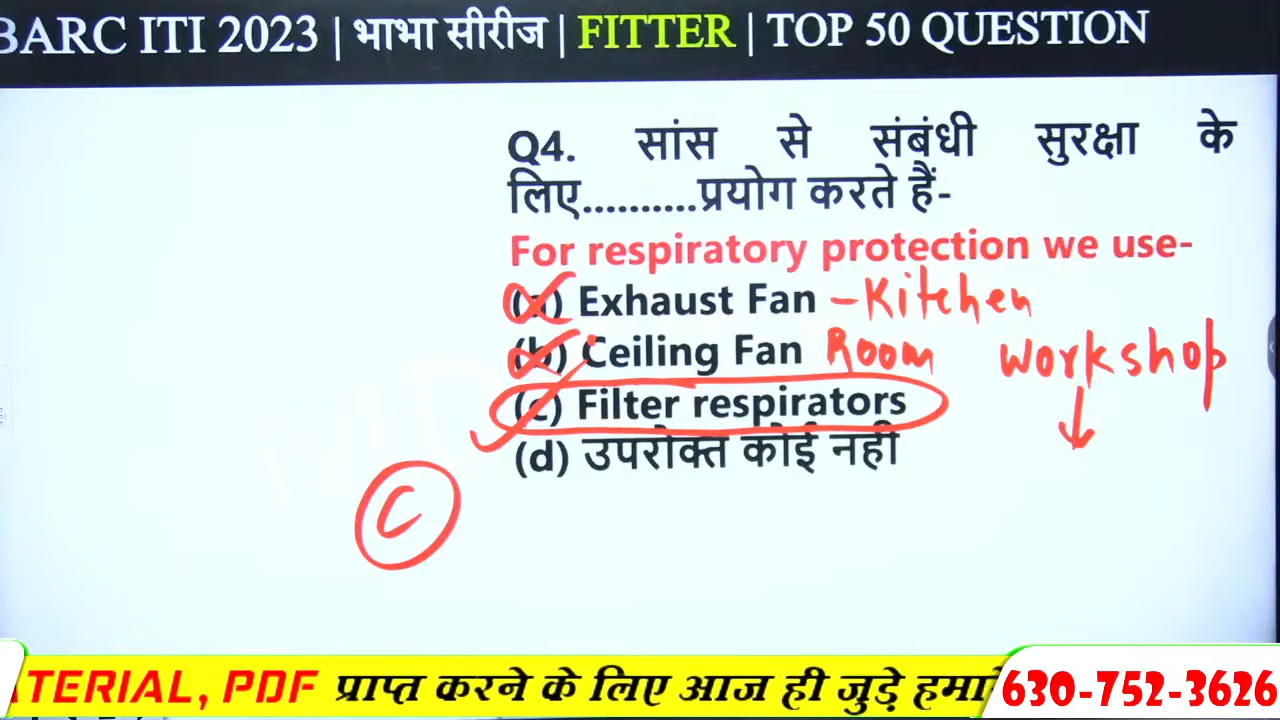 BARC ITI 2023 | भाभा सीरीज | FITTER | TOP 50 QUESTION
Q4. सांस से संबंधी सुरक्षा के
लिए..........प्रयोग करते हैं-
For respiratory protection we use-
(a) Exhaust Fan - Kitchen
(b) Ceiling Fan Room workshop
(c) Filter respirators
(d) उपरोक्त कोई नही
C
ATERIAL, PDF प्राप्त करने के लिए आज ही जुड़े हमारे 630-752-3626